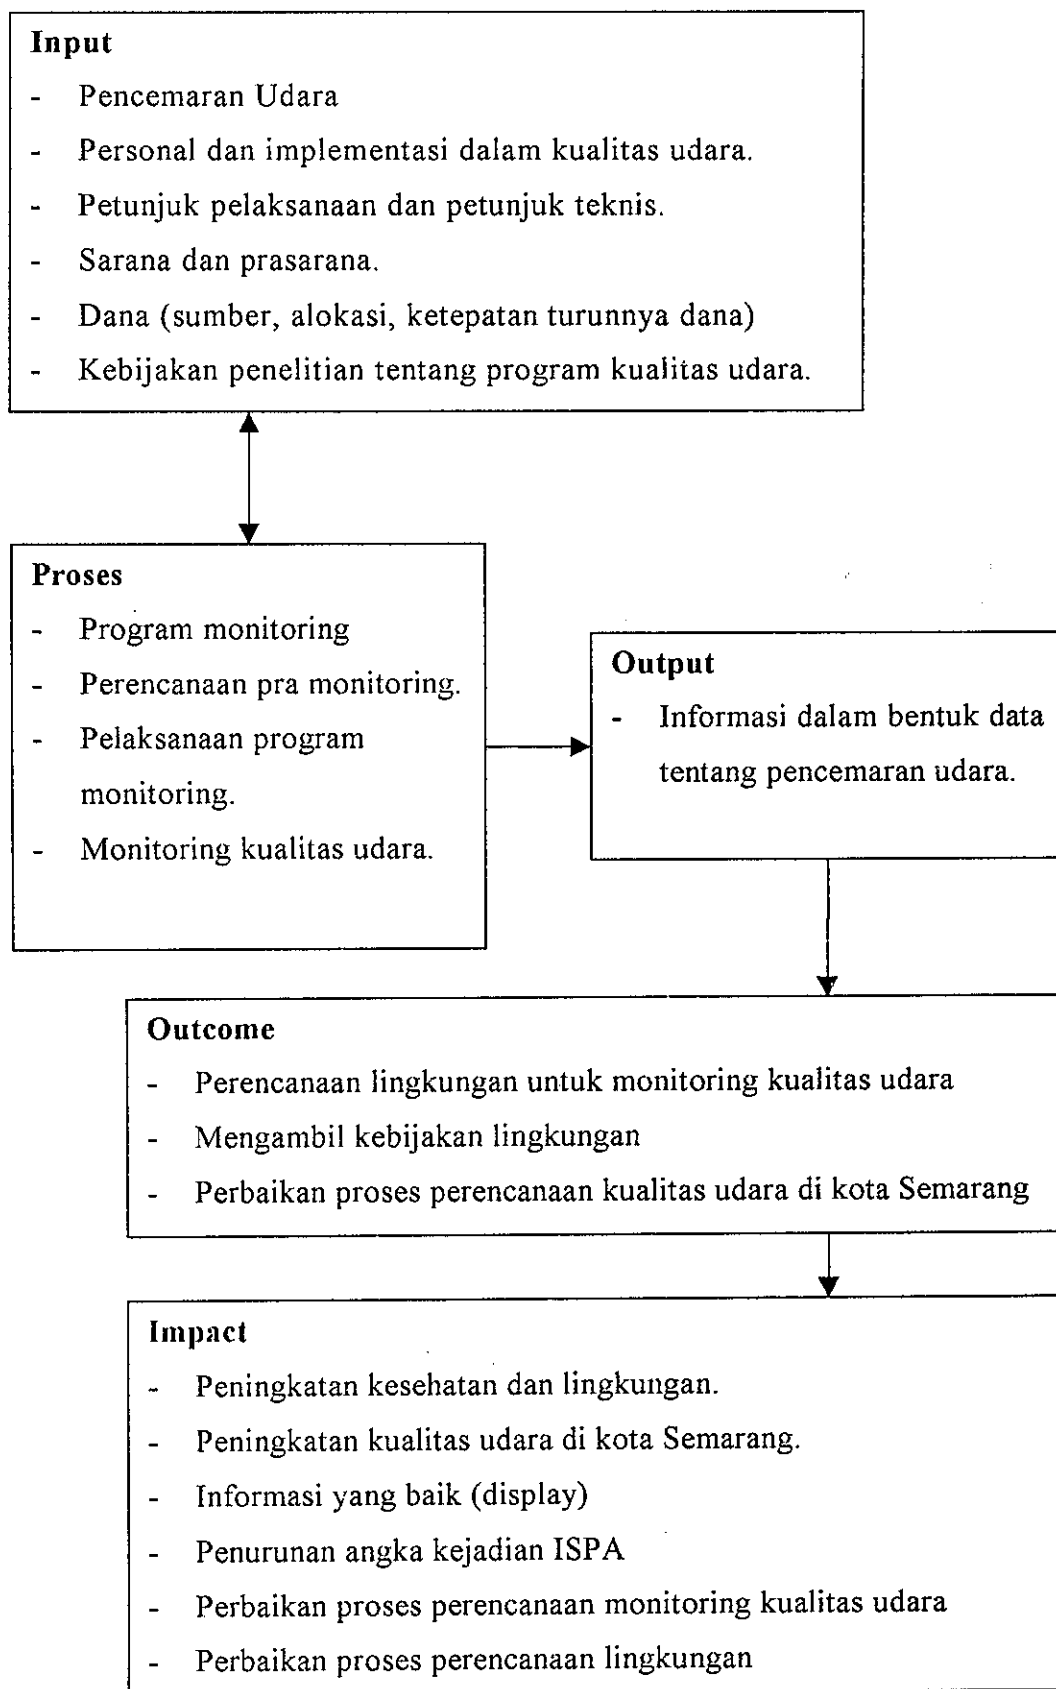 Input
- Pencemaran Udara
- Personal dan implementasi dalam kualitas udara.
- Petunjuk pelaksanaan dan petunjuk teknis.
- Sarana dan prasarana.
- Dana (sumber, alokasi, ketepatan turunnya dana)
- Kebijakan penelitian tentang program kualitas udara.
Proses
- Program monitoring
- Perencanaan pra monitoring.
- Pelaksanaan program
monitoring.
- Monitoring kualitas udara.
Output
- Informasi dalam bentuk data
tentang pencemaran udara.
Outcome
- Perencanaan lingkungan untuk monitoring kualitas udara
- Mengambil kebijakan lingkungan
- Perbaikan proses perencanaan kualitas udara di kota Semarang
Impact
- Peningkatan kesehatan dan lingkungan.
- Peningkatan kualitas udara di kota Semarang.
- Informasi yang baik (display)
- Penurunan angka kejadian ISPA
- Perbaikan proses perencanaan monitoring kualitas udara
- Perbaikan proses perencanaan lingkungan